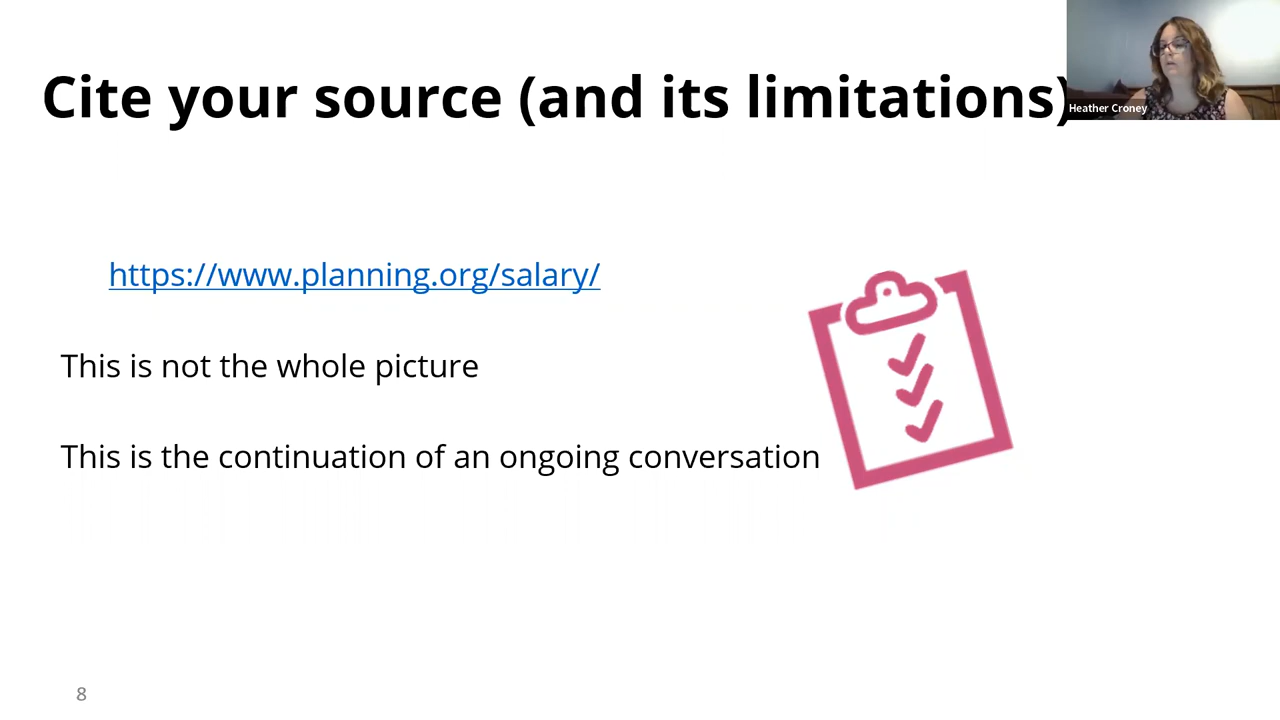 Cite your source (and its limitations)
Heather Croney
https://www.planning.org/salary/
This is not the whole picture
This is the continuation of an ongoing conversation
8